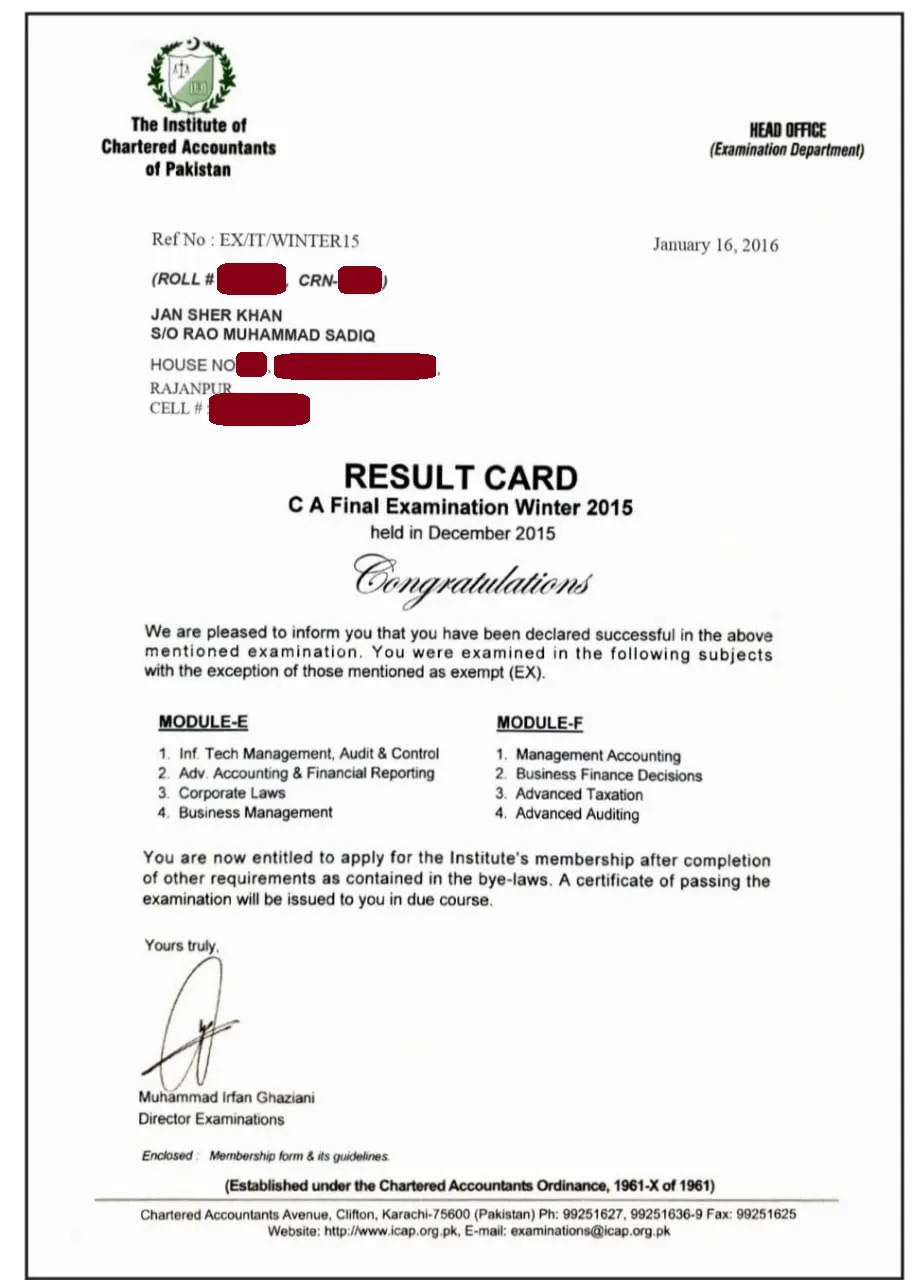 The Institute of
Chartered Accountants
of Pakistan
HEAD OFFICE
(Examination Department)
Ref No : EX/IT/WINTER15
January 16, 2016
(ROLL # , CRN- )
JAN SHER KHAN
S/O RAO MUHAMMAD SADIQ
HOUSE NO , ,
RAJANPUR
CELL # :
RESULT CARD
C A Final Examination Winter 2015
held in December 2015
Congratulations
We are pleased to inform you that you have been declared successful in the above
mentioned examination. You were examined in the following subjects
with the exception of those mentioned as exempt (EX).
MODULE-E
1. Inf. Tech Management, Audit & Control
2. Adv. Accounting & Financial Reporting
3. Corporate Laws
4. Business Management
MODULE-F
1. Management Accounting
2. Business Finance Decisions
3. Advanced Taxation
4. Advanced Auditing
You are now entitled to apply for the Institute's membership after completion
of other requirements as contained in the bye-laws. A certificate of passing the
examination will be issued to you in due course.
Yours truly,
Muhammad Irfan Ghaziani
Director Examinations
Enclosed : Membership form & its guidelines.
(Established under the Chartered Accountants Ordinance, 1961-X of 1961)
Chartered Accountants Avenue, Clifton, Karachi-75600 (Pakistan) Ph: 99251627, 99251636-9 Fax: 99251625
Website: http://www.icap.org.pk, E-mail: examinations@icap.org.pk